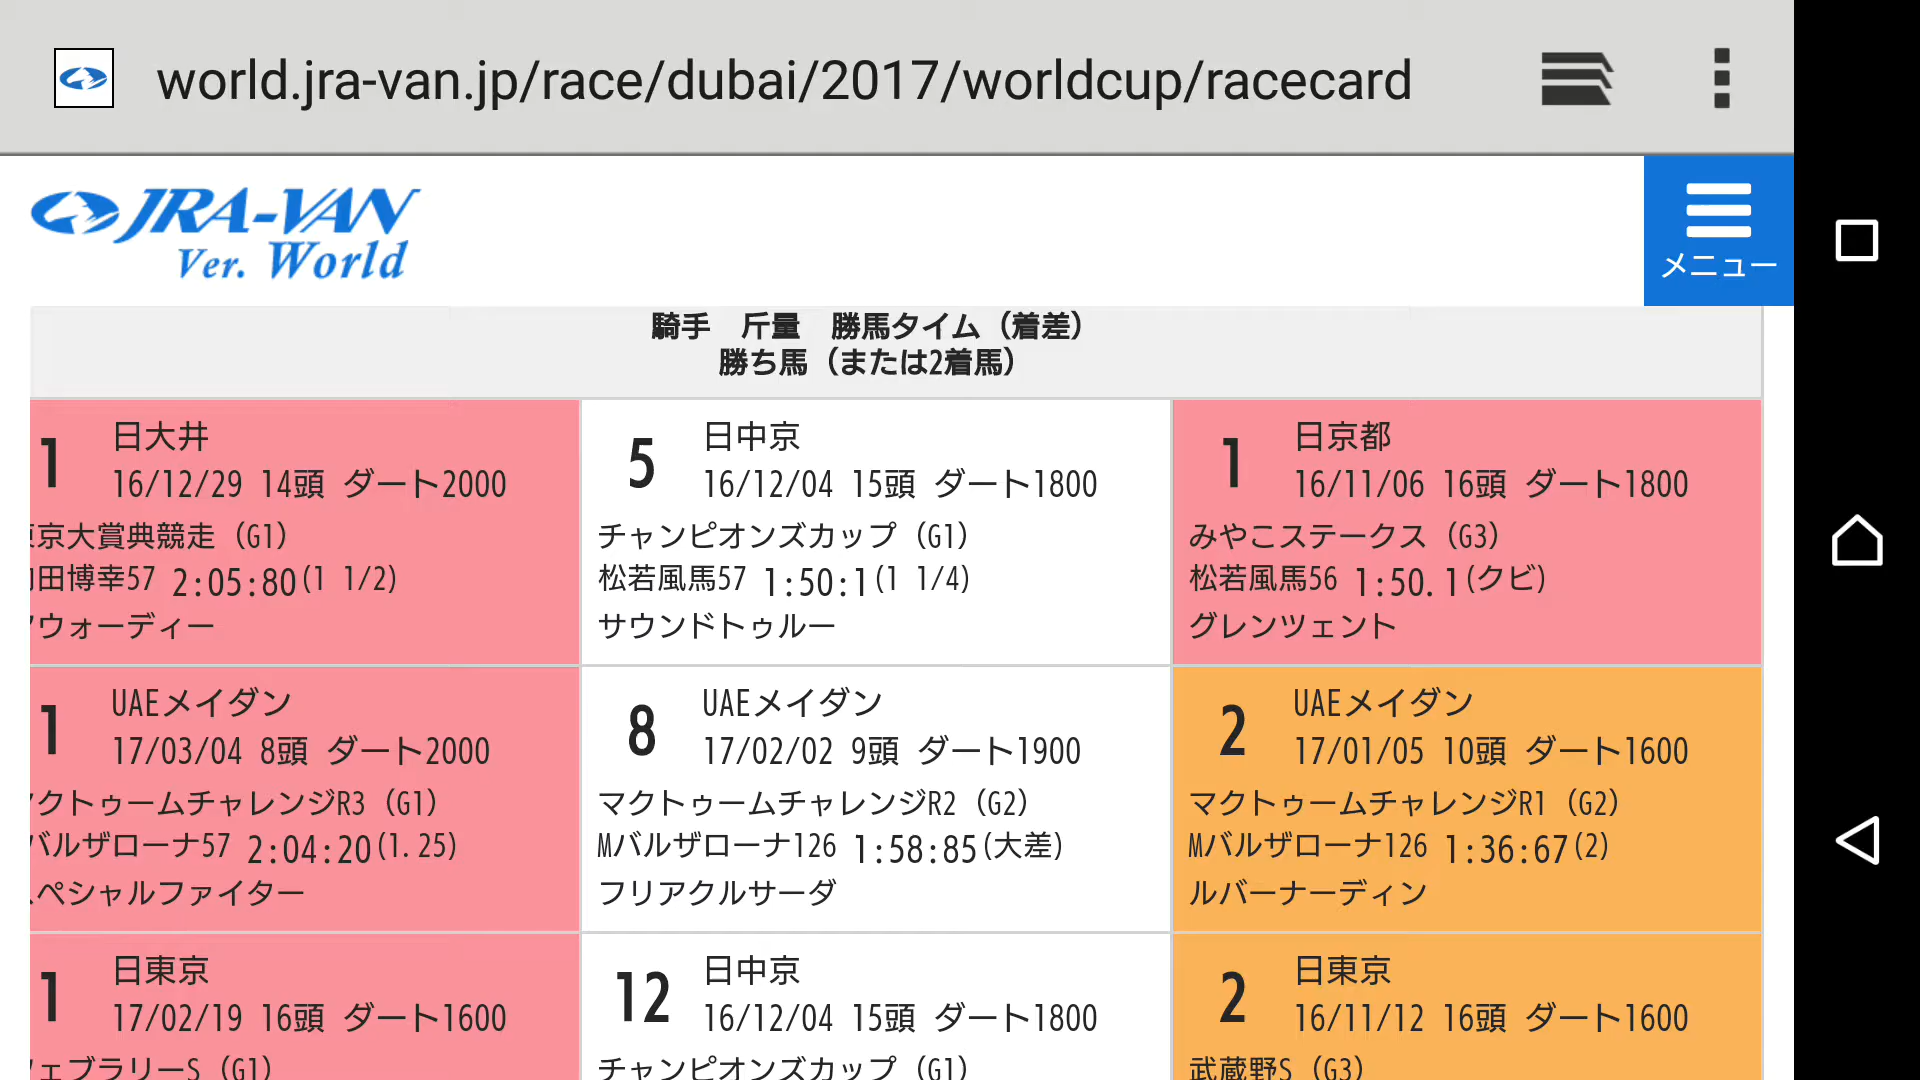 world.jra-van.jp/race/dubai/2017/worldcup/racecard
JRA-VAN
Ver. World
メニュー
騎手 斤量 勝馬タイム（着差）
勝ち馬（または2着馬）
1 日大井
16/12/29 14頭 ダート2000
京大賞典競走（G1）
田博幸57 2:05:80(1 1/2)
ウォーディー
5 日中京
16/12/04 15頭 ダート1800
チャンピオンズカップ（G1）
松若風馬57 1:50:1(1 1/4)
サウンドトゥルー
1 日京都
16/11/06 16頭 ダート1800
みやこステークス（G3）
松若風馬56 1:50.1(クビ)
グレンツェント
1 UAEメイダン
17/03/04 8頭 ダート2000
クトゥームチャレンジR3（G1）
バルザローナ57 2:04:20(1.25)
ペシャルファイター
8 UAEメイダン
17/02/02 9頭 ダート1900
マクトゥームチャレンジR2（G2）
Mバルザローナ126 1:58:85(大差)
フリアクルサーダ
2 UAEメイダン
17/01/05 10頭 ダート1600
マクトゥームチャレンジR1（G2）
Mバルザローナ126 1:36:67(2)
ルバーナーディン
1 日東京
17/02/19 16頭 ダート1600
ェブラリーS（G1）
12 日中京
16/12/04 15頭 ダート1800
チャンピオンズカップ（G1）
2 日東京
16/11/12 16頭 ダート1600
武蔵野S（G3）